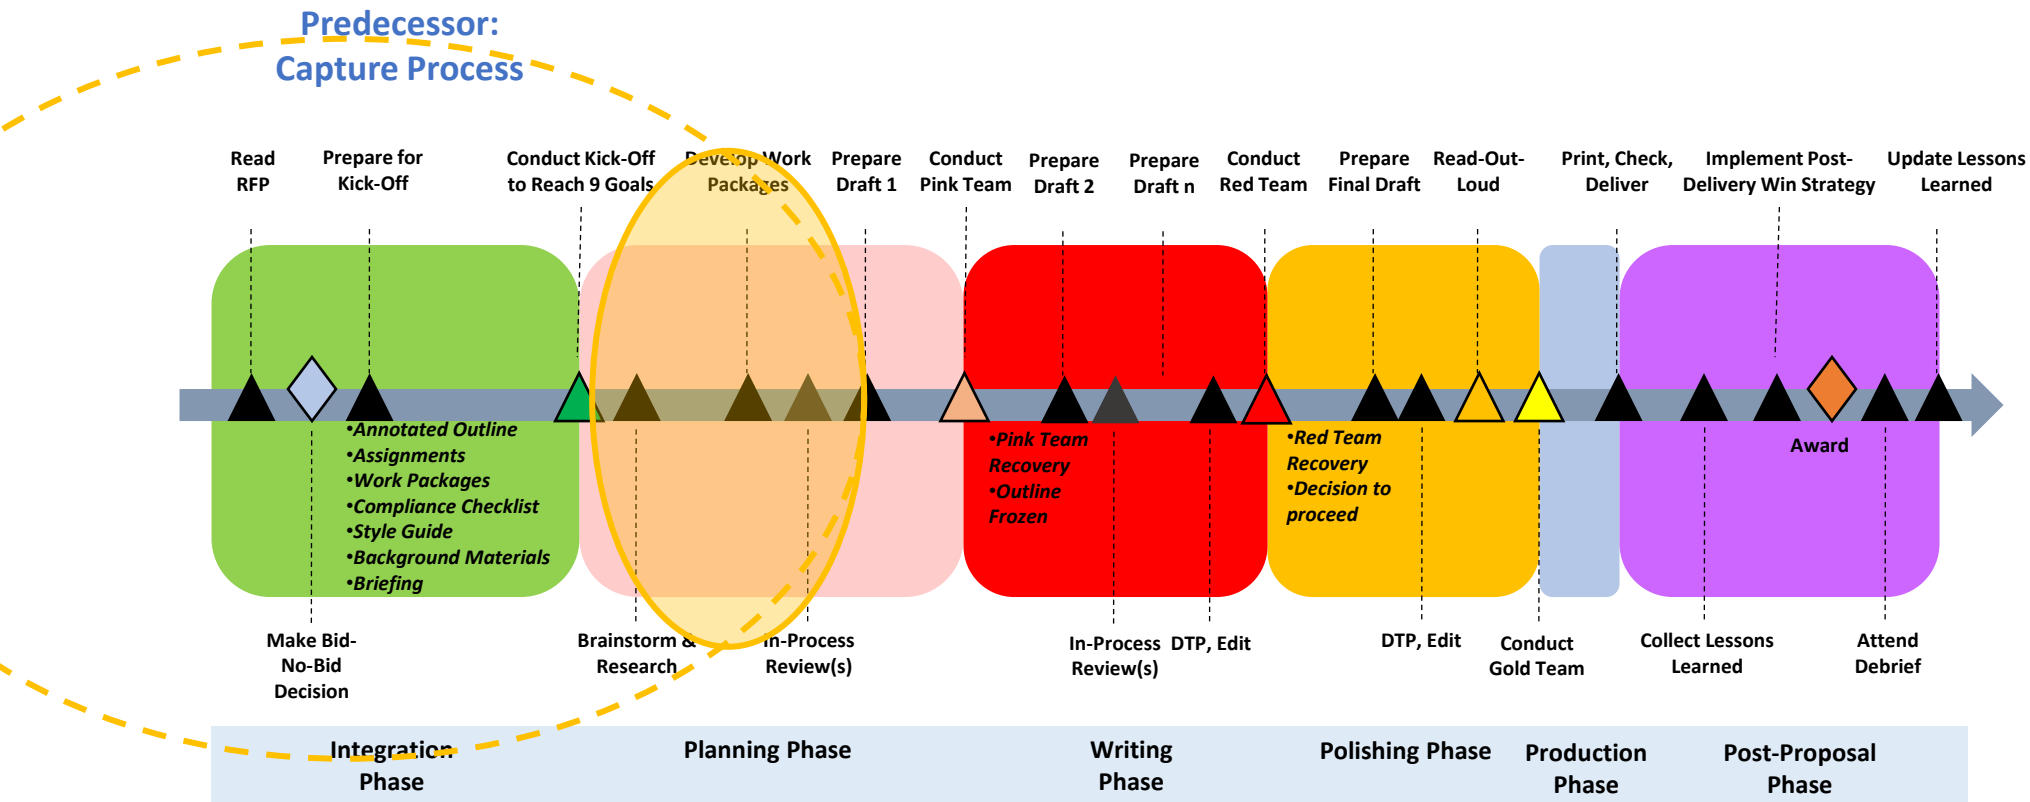 Predecessor:
Capture Process
Read
RFP
Prepare for
Kick-Off
Conduct Kick-Off
to Reach 9 Goals
Develop Work
Packages
Prepare
Draft 1
Conduct
Pink Team
Prepare
Draft 2
Prepare
Draft n
Conduct
Red Team
Prepare
Final Draft
Read-Out-
Loud
Print, Check,
Deliver
Implement Post-
Delivery Win Strategy
Update Lessons
Learned
•Annotated Outline
•Assignments
•Work Packages
•Compliance Checklist
•Style Guide
•Background Materials
•Briefing
•Pink Team
Recovery
•Outline
Frozen
•Red Team
Recovery
•Decision to
proceed
Award
Make Bid-
No-Bid
Decision
Brainstorm &
Research
In-Process
Review(s)
In-Process
Review(s)
DTP, Edit
DTP, Edit
Conduct
Gold Team
Collect Lessons
Learned
Attend
Debrief
Integration
Phase
Planning Phase
Writing
Phase
Polishing Phase
Production
Phase
Post-Proposal
Phase